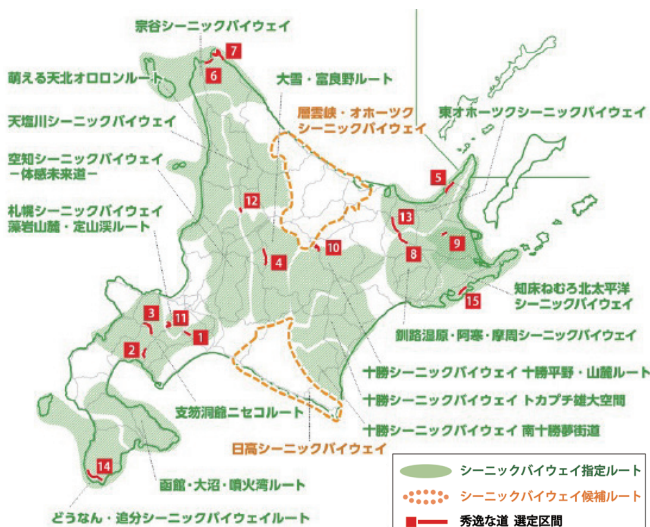 宗谷シーニックバイウェイ
7
6
萌える天北オロロンルート
大雪・富良野ルート
天塩川シーニックバイウェイ
層雲峡・オホーツク
シーニックバイウェイ
東オホーツクシーニックバイウェイ
空知シーニックバイウェイ
－体感未来道－
5
12
13
札幌シーニックバイウェイ
藻岩山麓・定山渓ルート
4
10
8
9
知床ねむろ北太平洋
シーニックバイウェイ
15
3
11
1
2
釧路湿原・阿寒・摩周シーニックバイウェイ
十勝シーニックバイウェイ 十勝平野・山麓ルート
十勝シーニックバイウェイ トカプチ雄大空間
十勝シーニックバイウェイ 南十勝夢街道
支笏洞爺ニセコルート
日高シーニックバイウェイ
14
函館・大沼・噴火湾ルート
どうなん・追分シーニックバイウェイルート
シーニックバイウェイ指定ルート
シーニックバイウェイ候補ルート
秀逸な道 選定区間